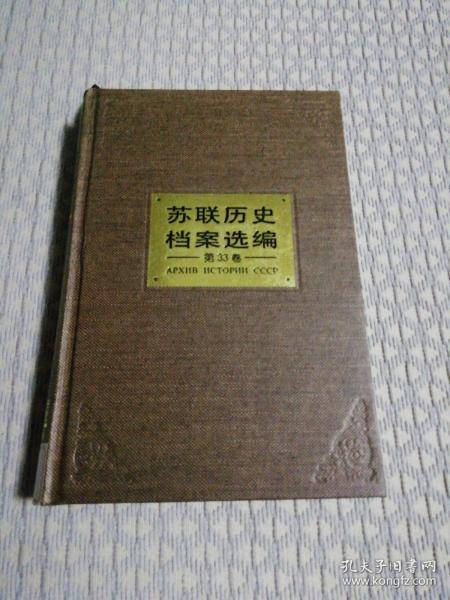 苏联历史
档案选编
第33卷
АРХИВ ИСТОРИИ СССР
孔夫子旧书网
www.kongfz.com